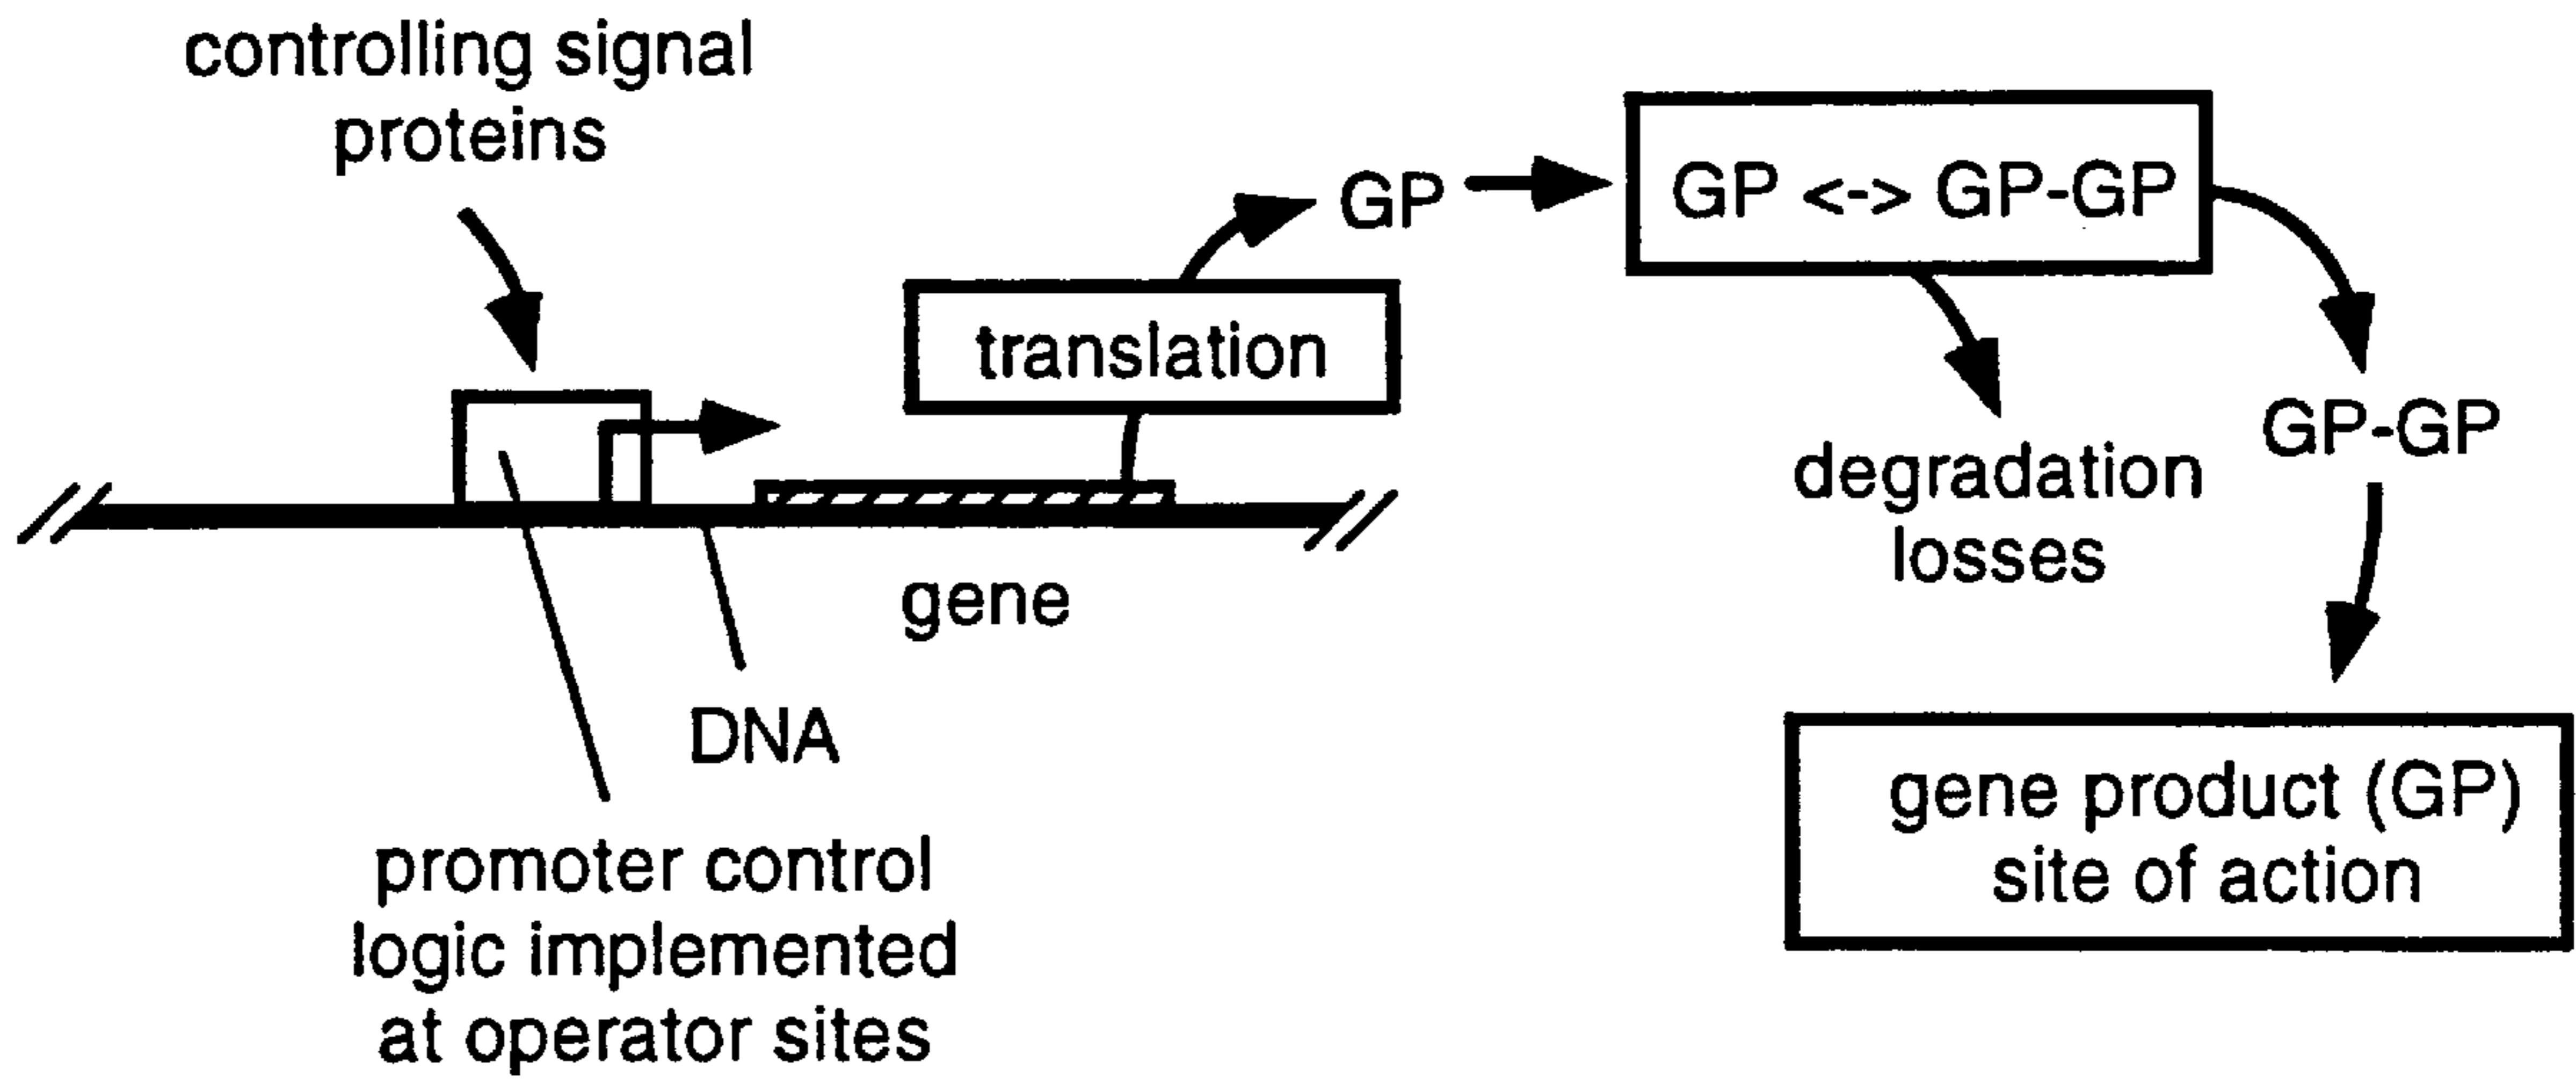 controlling signal
proteins
GP
GP <-> GP-GP
translation
GP-GP
degradation
losses
gene
DNA
gene product (GP)
site of action
promoter control
logic implemented
at operator sites